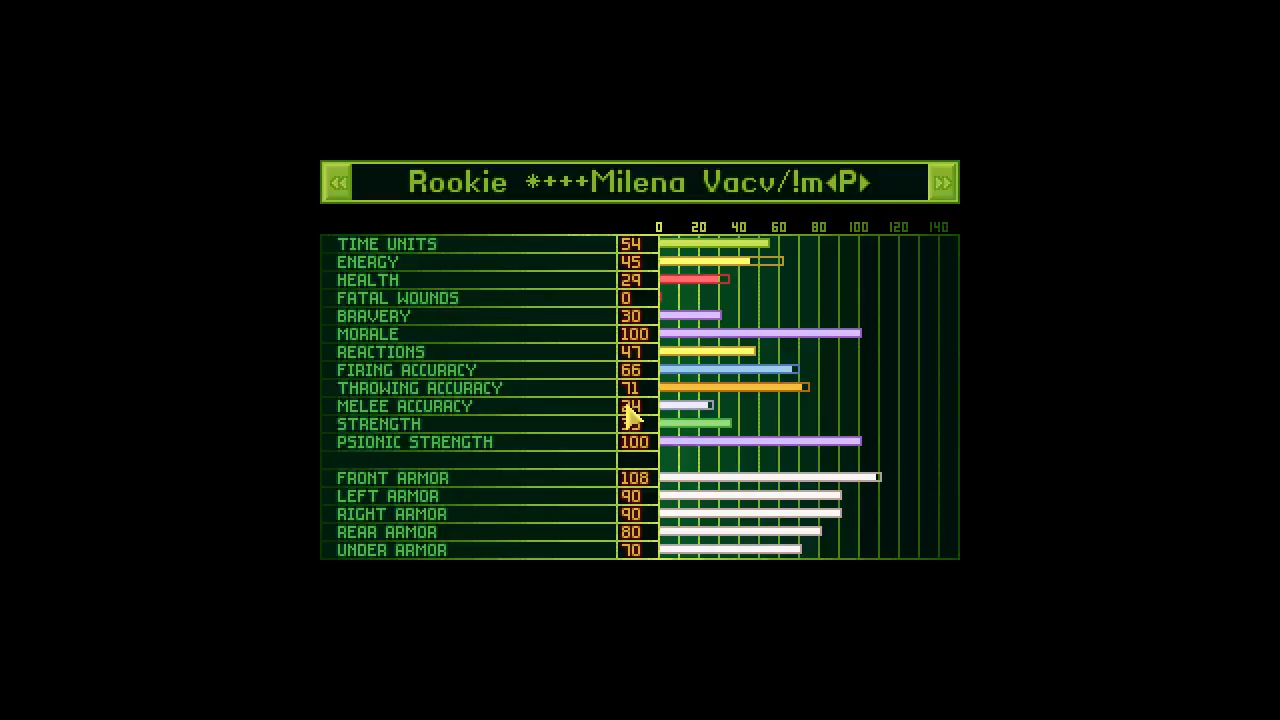 Rookie *+++Milena Vacv/!m◂P▸
0 20 40 60 80 100 120 140
TIME UNITS 54
ENERGY 45
HEALTH 29
FATAL WOUNDS 0
BRAVERY 30
MORALE 100
REACTIONS 47
FIRING ACCURACY 66
THROWING ACCURACY 71
MELEE ACCURACY
STRENGTH
PSIONIC STRENGTH 100
FRONT ARMOR 108
LEFT ARMOR 90
RIGHT ARMOR 90
REAR ARMOR 80
UNDER ARMOR 70